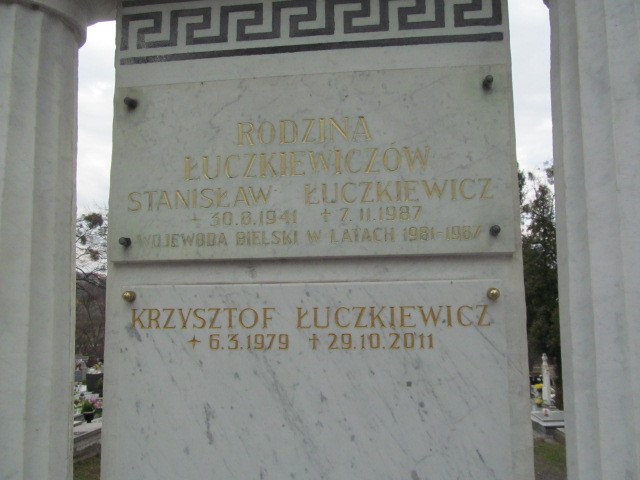 RODZINA
ŁUCZKIEWICZÓW
STANISŁAW ŁUCZKIEWICZ
+ 30.8.1941 † 7.11.1987
WOJEWODA BIELSKI W LATACH 1981-1987
KRZYSZTOF ŁUCZKIEWICZ
+ 6.3.1979 † 29.10.2011